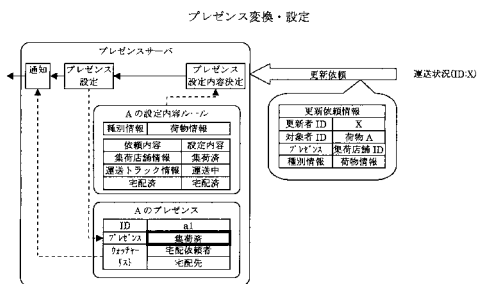 プレゼンス変換・設定
プレゼンスサーバ
通知
プレゼンス
設定
プレゼンス
設定内容決定
更新依頼
運送状況(ID:X)
Aの設定内容ルール
種別情報 荷物情報
依頼内容 設定内容
集荷店舗情報 集荷済
運送トラック情報 運送中
宅配済 宅配済
更新依頼情報
更新者ID X
対象者ID 荷物A
プレゼンス 集荷店舗ID
種別情報 荷物情報
Aのプレゼンス
ID a1
プレゼンス 集荷済
ウォッチャー 宅配依頼者
リスト 宅配先